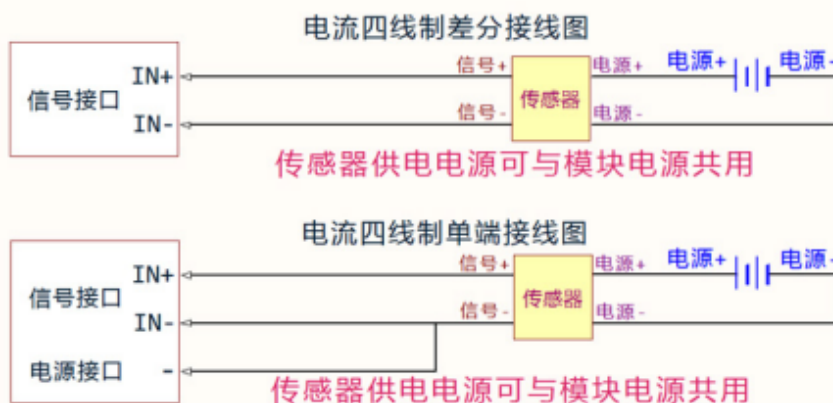 电流四线制差分接线图
信号接口 IN+ 信号+ 传感器 电源+ 电源+ 电源-
IN- 信号- 电源-
传感器供电电源可与模块电源共用
电流四线制单端接线图
信号接口 IN+ 信号+ 传感器 电源+ 电源+ 电源-
IN- 信号- 电源-
电源接口 -
传感器供电电源可与模块电源共用